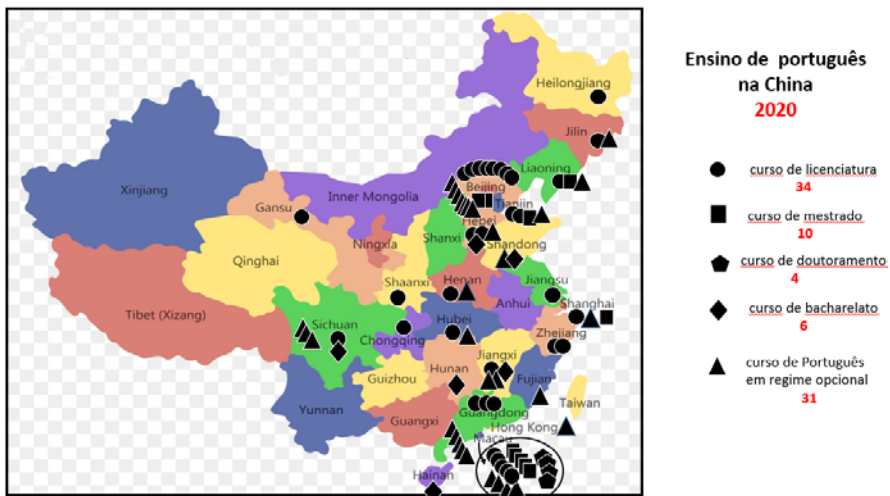 Heilongjiang
Jilin
Liaoning
Xinjiang
Inner Mongolia
Beijing
Tianjin
Gansu
Hebei
Ningxia
Shanxi
Shandong
Qinghai
Shaanxi
Henan
Jiangsu
Tibet (Xizang)
Anhui
Shanghai
Sichuan
Hubei
Chongqing
Zhejiang
Hunan
Jiangxi
Guizhou
Fujian
Yunnan
Taiwan
Guangxi
Guangdong
Hong Kong
Macau
Hainan
Ensino de português
na China
2020
curso de licenciatura
34
curso de mestrado
10
curso de doutoramento
4
curso de bacharelato
6
curso de Português
em regime opcional
31